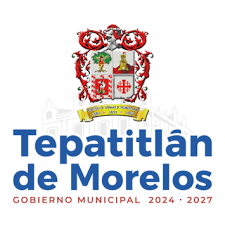 Tepatitlán
de Morelos
GOBIERNO MUNICIPAL 2024 · 2027